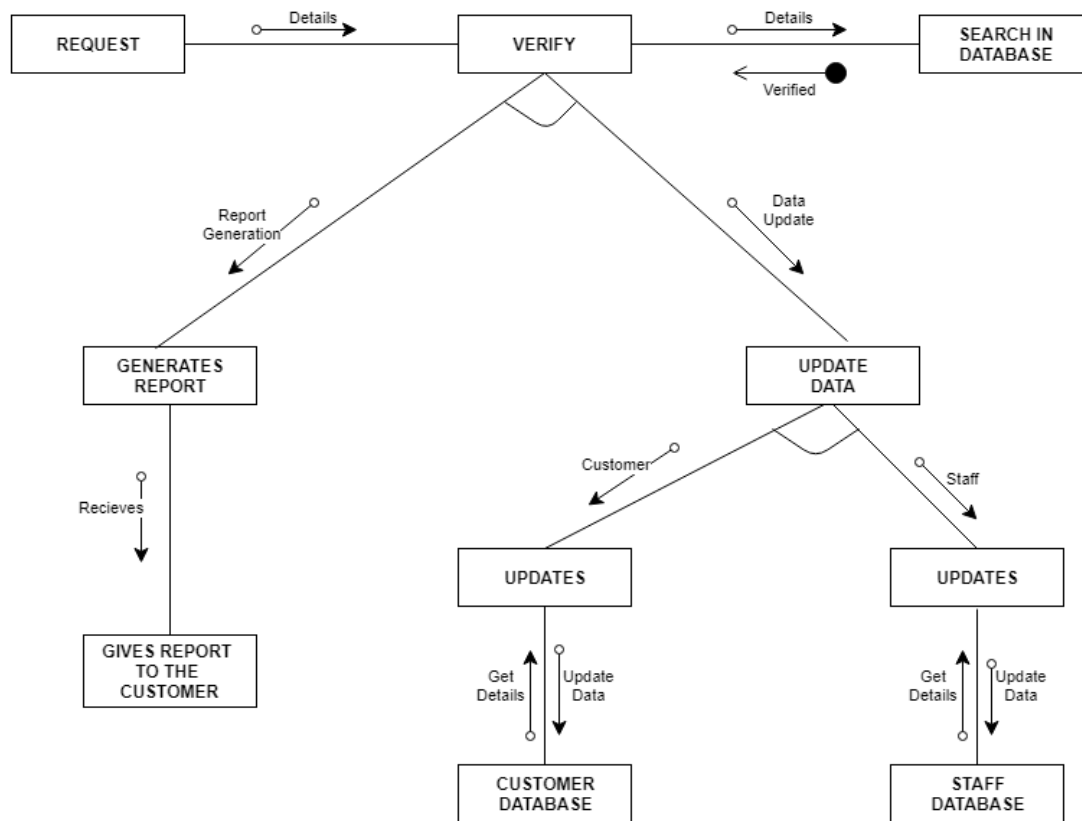 Details
Details
REQUEST
VERIFY
SEARCH IN
DATABASE
Verified
Report
Generation
Data
Update
GENERATES
REPORT
UPDATE
DATA
Customer
Staff
Recieves
UPDATES
UPDATES
GIVES REPORT
TO THE
CUSTOMER
Get
Details
Update
Data
Get
Details
Update
Data
CUSTOMER
DATABASE
STAFF
DATABASE